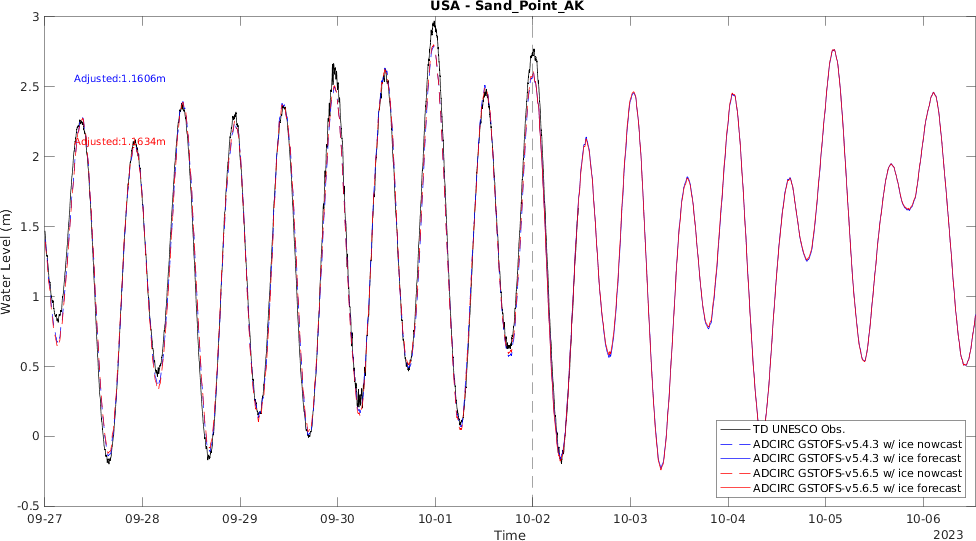 USA - Sand_Point_AK
3
2.5
2
1.5
1
0.5
0
-0.5
Water Level (m)
Adjusted:1.1606m
Adjusted:1.2634m
TD UNESCO Obs.
ADCIRC GSTOFS-v5.4.3 w/ ice nowcast
ADCIRC GSTOFS-v5.4.3 w/ ice forecast
ADCIRC GSTOFS-v5.6.5 w/ ice nowcast
ADCIRC GSTOFS-v5.6.5 w/ ice forecast
09-27 09-28 09-29 09-30 10-01 10-02 10-03 10-04 10-05 10-06
Time
2023